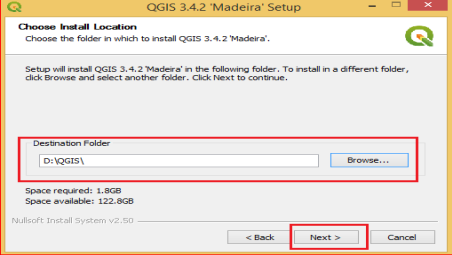 QGIS 3.4.2 'Madeira' Setup
Choose Install Location
Choose the folder in which to install QGIS 3.4.2 'Madeira'.
Setup will install QGIS 3.4.2 'Madeira' in the following folder. To install in a different folder,
click Browse and select another folder. Click Next to continue.
Destination Folder
D:\QGIS\
Browse...
Space required: 1.8GB
Space available: 122.8GB
Nullsoft Install System v2.50
< Back
Next >
Cancel